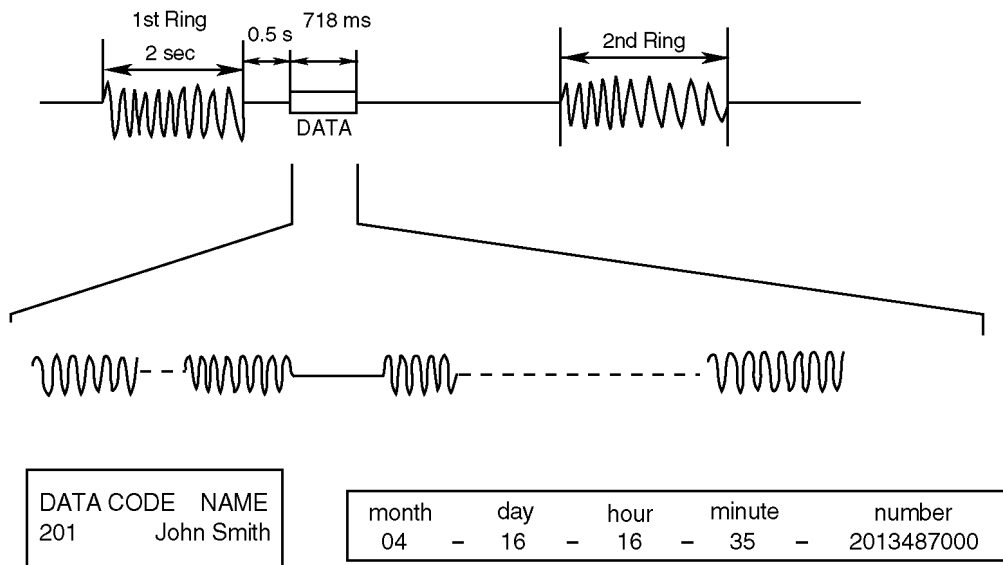 1st Ring
2 sec
0.5 s
718 ms
DATA
2nd Ring
DATA CODE NAME
201 John Smith
month day hour minute number
04 – 16 – 16 – 35 – 2013487000